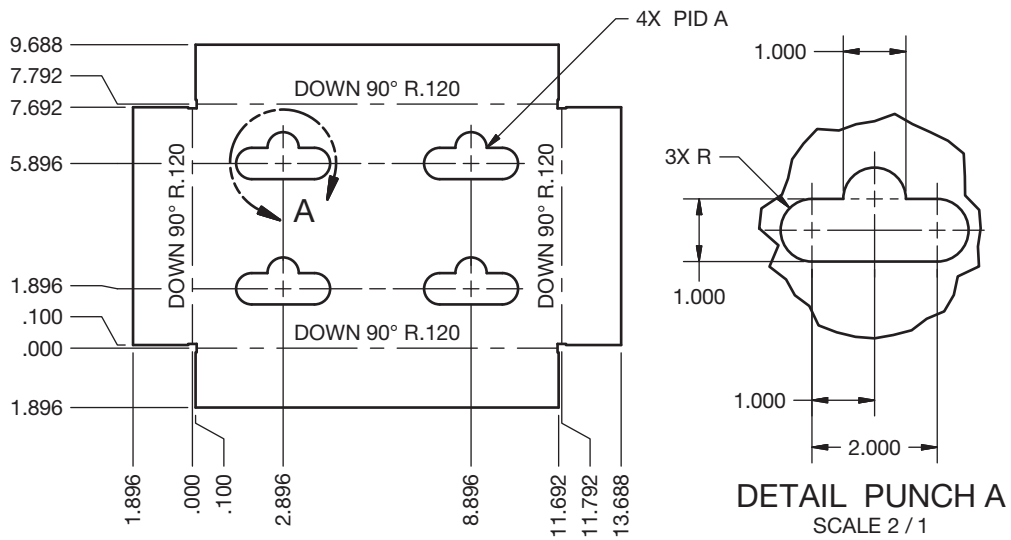 4X PID A
9.688
7.792
7.692
5.896
1.896
.100
.000
1.896
DOWN 90° R.120
DOWN 90° R.120
DOWN 90° R.120
DOWN 90° R.120
A
1.896
.000
.100
2.896
8.896
11.692
11.792
13.688
1.000
3X R
1.000
1.000
2.000
DETAIL PUNCH A
SCALE 2 / 1